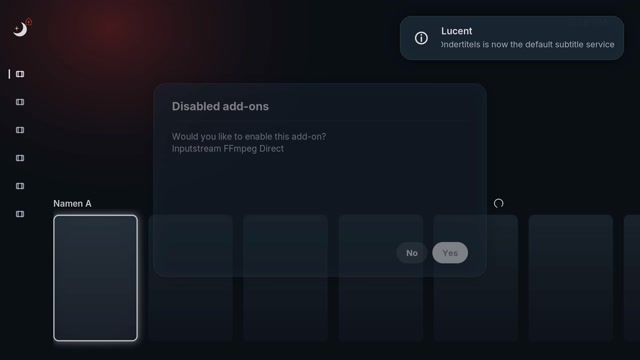 Lucent
Ondertitels is now the default subtitle service
Disabled add-ons
Would you like to enable this add-on?
Inputstream FFmpeg Direct
Namen A
No
Yes